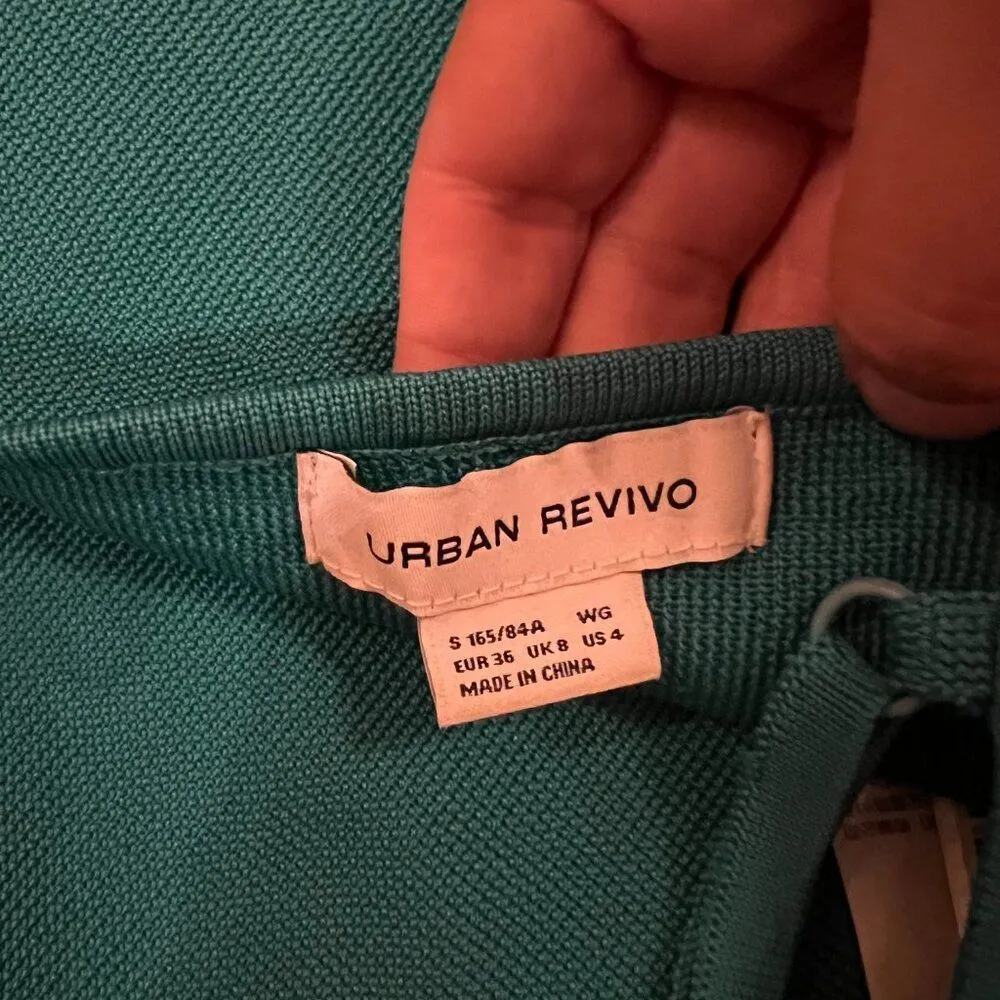 URBAN REVIVO
S 165/84A WG
EUR 36 UK 8 US 4
MADE IN CHINA